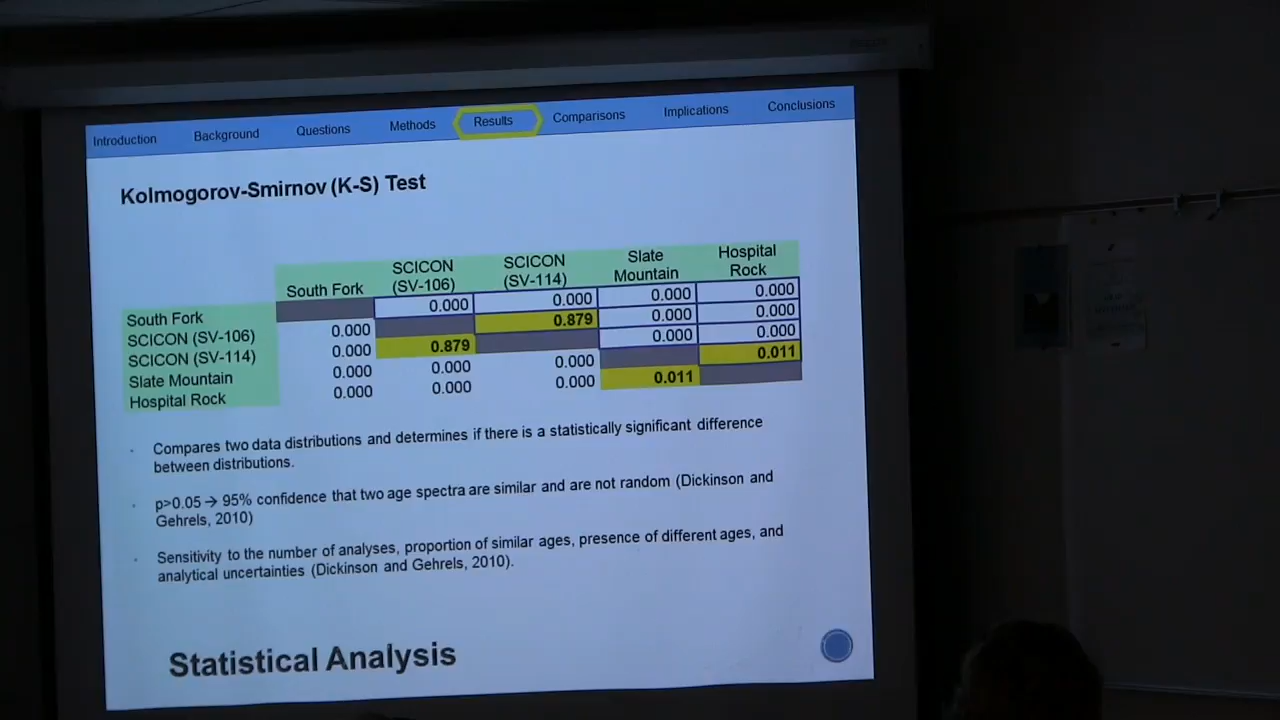 Introduction Background Questions Methods Results Comparisons Implications Conclusions
Kolmogorov-Smirnov (K-S) Test
South Fork SCICON (SV-106) SCICON (SV-114) Slate Mountain Hospital Rock
South Fork 0.000 0.000 0.000 0.000
SCICON (SV-106) 0.000 0.879 0.000 0.000
SCICON (SV-114) 0.000 0.879 0.000 0.000
Slate Mountain 0.000 0.000 0.000 0.011
Hospital Rock 0.000 0.000 0.000 0.011
· Compares two data distributions and determines if there is a statistically significant difference
between distributions.
· p>0.05 → 95% confidence that two age spectra are similar and are not random (Dickinson and
Gehrels, 2010)
· Sensitivity to the number of analyses, proportion of similar ages, presence of different ages, and
analytical uncertainties (Dickinson and Gehrels, 2010).
Statistical Analysis